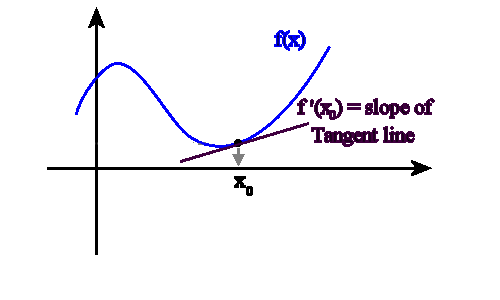 f(x)
f '(x₀) = slope of
Tangent line
x₀